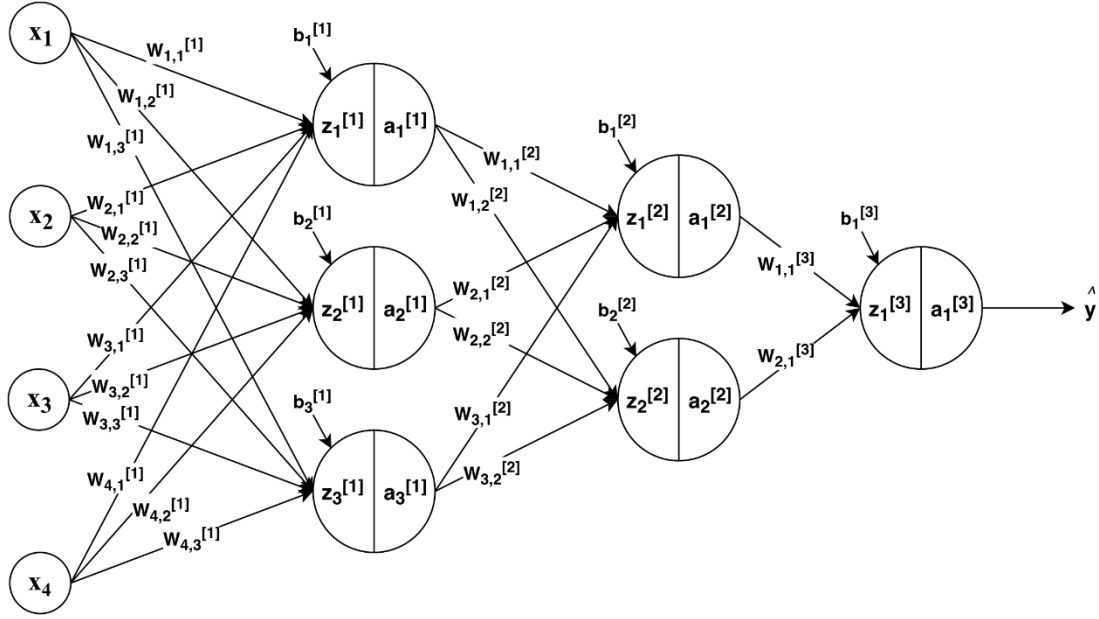 x₁
x₂
x₃
x₄
W₁,₁[1]
W₁,₂[1]
W₁,₃[1]
W₂,₁[1]
W₂,₂[1]
W₂,₃[1]
W₃,₁[1]
W₃,₂[1]
W₃,₃[1]
W₄,₁[1]
W₄,₂[1]
W₄,₃[1]
b₁[1]
z₁[1] a₁[1]
b₂[1]
z₂[1] a₂[1]
b₃[1]
z₃[1] a₃[1]
W₁,₁[2]
W₁,₂[2]
W₂,₁[2]
W₂,₂[2]
W₃,₁[2]
W₃,₂[2]
b₁[2]
z₁[2] a₁[2]
b₂[2]
z₂[2] a₂[2]
W₁,₁[3]
W₂,₁[3]
b₁[3]
z₁[3] a₁[3]
ŷ